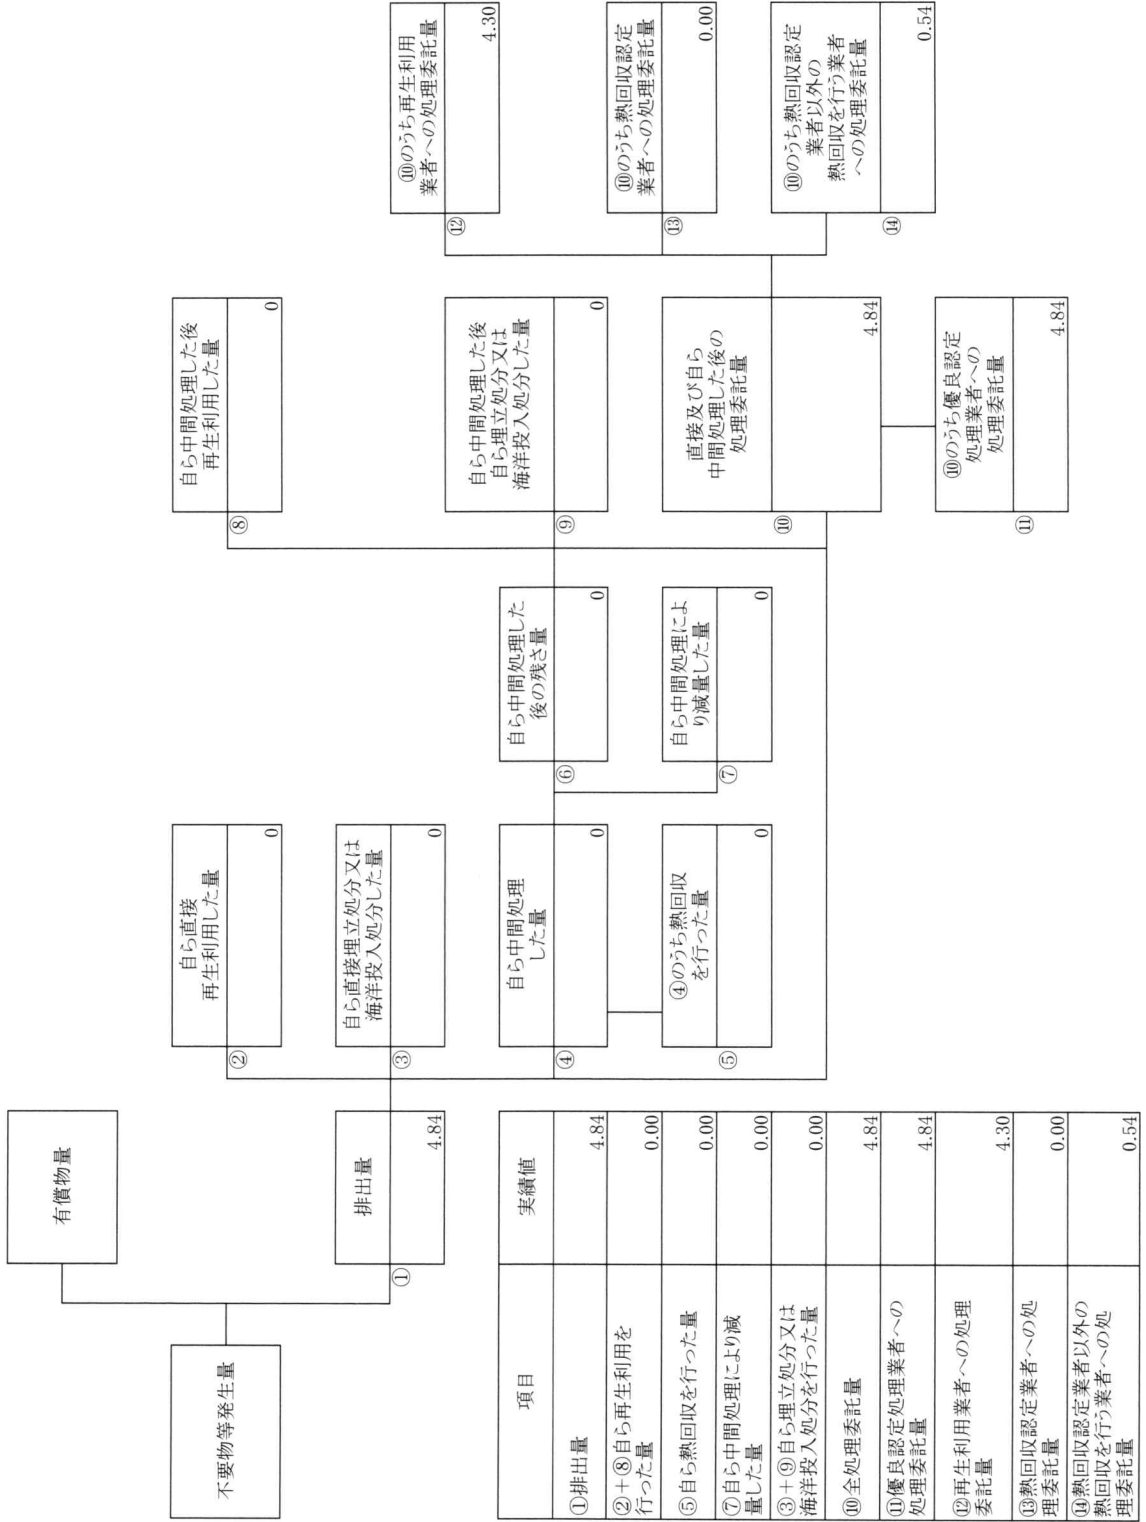 不要物等発生量
有償物量
排出量
①
4.84
自ら直接
再生利用した量
②
0
自ら直接埋立処分又は
海洋投入処分した量
③
0
自ら中間処理
した量
④
0
④のうち熱回収
を行った量
⑤
0
自ら中間処理した
後の残さ量
⑥
0
自ら中間処理によ
り減量した量
⑦
0
自ら中間処理した後
再生利用した量
⑧
0
自ら中間処理した後
自ら埋立処分又は
海洋投入処分した量
⑨
0
直接及び自ら
中間処理した後の
処理委託量
⑩
4.84
⑩のうち優良認定
処理業者への
処理委託量
⑪
4.84
⑩のうち再生利用
業者への処理委託量
⑫
4.30
⑩のうち熱回収認定
業者への処理委託量
⑬
0.00
⑩のうち熱回収認定
業者以外の
熱回収を行う業者
への処理委託量
⑭
0.54
項目 実績値
①排出量 4.84
②+⑧自ら再生利用を
行った量 0.00
⑤自ら熱回収を行った量 0.00
⑦自ら中間処理により減
量した量 0.00
③+⑨自ら埋立処分又は
海洋投入処分を行った量 0.00
⑩全処理委託量 4.84
⑪優良認定処理業者への
処理委託量 4.84
⑫再生利用業者への処理
委託量 4.30
⑬熱回収認定業者への処
理委託量 0.00
⑭熱回収認定業者以外の
熱回収を行う業者への処
理委託量 0.54